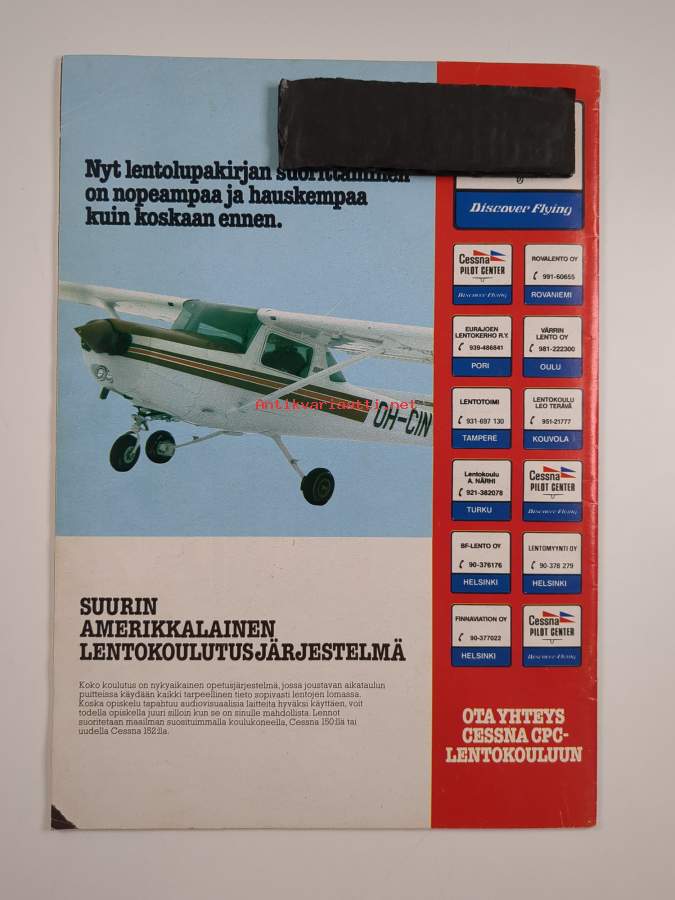 Nyt lentolupakirjan suorittaminen
on nopeampaa ja hauskempaa
kuin koskaan ennen.
Discover Flying
Cessna
PILOT CENTER
Discover Flying
ROVALENTO OY
991-60655
ROVANIEMI
EURAJOEN
LENTOKERHO R.Y.
939-486841
PORI
VÄRRIN
LENTO OY
981-222300
OULU
LENTOTOIMI
931-697 130
TAMPERE
LENTOKOULU
LEO TERÄVÄ
951-21777
KOUVOLA
Lentokoulu
A. NÄRHI
921-382078
TURKU
Cessna
PILOT CENTER
Discover Flying
BF-LENTO OY
90-376176
HELSINKI
LENTOMYYNTI OY
90-378 279
HELSINKI
FINNAVIATION OY
90-377022
HELSINKI
Cessna
PILOT CENTER
Discover Flying
OH-CIN
Antikvariaatti.net
SUURIN
AMERIKKALAINEN
LENTOKOULUTUSJÄRJESTELMÄ
Koko koulutus on nykyaikainen opetusjärjestelmä, jossa joustavan aikataulun
puitteissa käydään kaikki tarpeellinen tieto sopivasti lentojen lomassa.
Koska opiskelu tapahtuu audiovisuaalisia laitteita hyväksi käyttäen, voit
todella opiskella juuri silloin kun se on sinulle mahdollista. Lennot
suoritetaan maailman suosituimmalla koulukoneella, Cessna 150:llä tai
uudella Cessna 152:lla.
OTA YHTEYS
CESSNA CPC-
LENTOKOULUUN